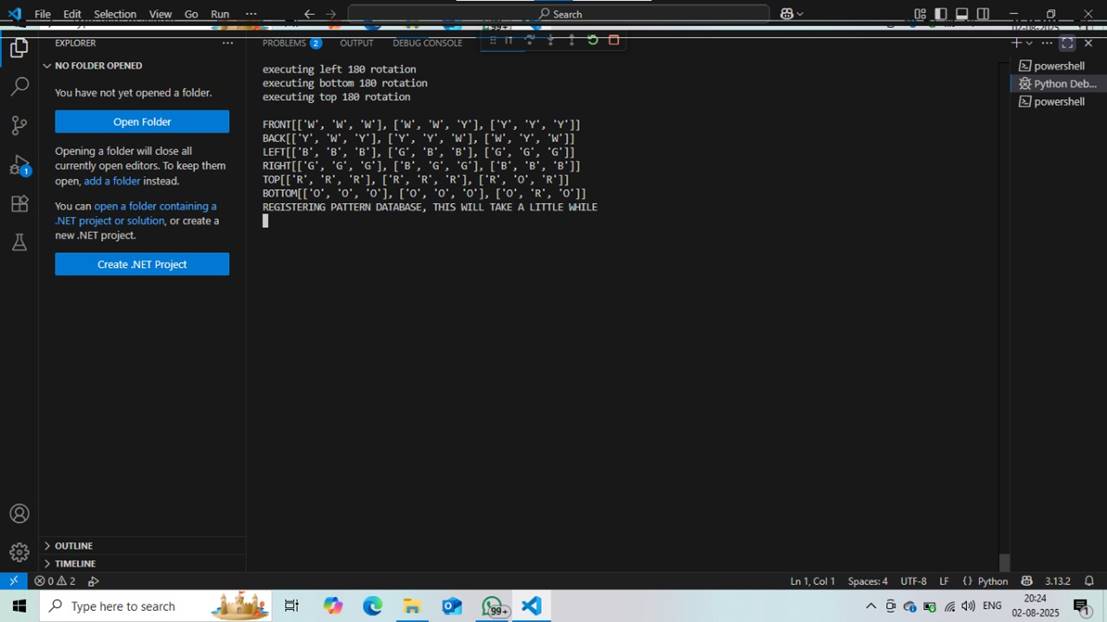 File Edit Selection View Go Run ... Search
EXPLORER ...
PROBLEMS 2 OUTPUT DEBUG CONSOLE
NO FOLDER OPENED
You have not yet opened a folder.
Open Folder
Opening a folder will close all
currently open editors. To keep them
open, add a folder instead.
You can open a folder containing a
.NET project or solution, or create a
new .NET project.
Create .NET Project
OUTLINE
TIMELINE
executing left 180 rotation
executing bottom 180 rotation
executing top 180 rotation
FRONT[['W', 'W', 'W'], ['W', 'W', 'Y'], ['Y', 'Y', 'Y']]
BACK[['Y', 'W', 'Y'], ['Y', 'Y', 'W'], ['W', 'Y', 'W']]
LEFT[['B', 'B', 'B'], ['G', 'B', 'B'], ['G', 'G', 'G']]
RIGHT[['G', 'G', 'G'], ['B', 'G', 'G'], ['B', 'B', 'B']]
TOP[['R', 'R', 'R'], ['R', 'R', 'R'], ['R', 'O', 'R']]
BOTTOM[['O', 'O', 'O'], ['O', 'O', 'O'], ['O', 'R', 'O']]
REGISTERING PATTERN DATABASE, THIS WILL TAKE A LITTLE WHILE
powershell
Python Deb...
powershell
1
0 2
Ln 1, Col 1 Spaces: 4 UTF-8 LF {} Python 3.13.2
Type here to search
99+
ENG
20:24
02-08-2025
1